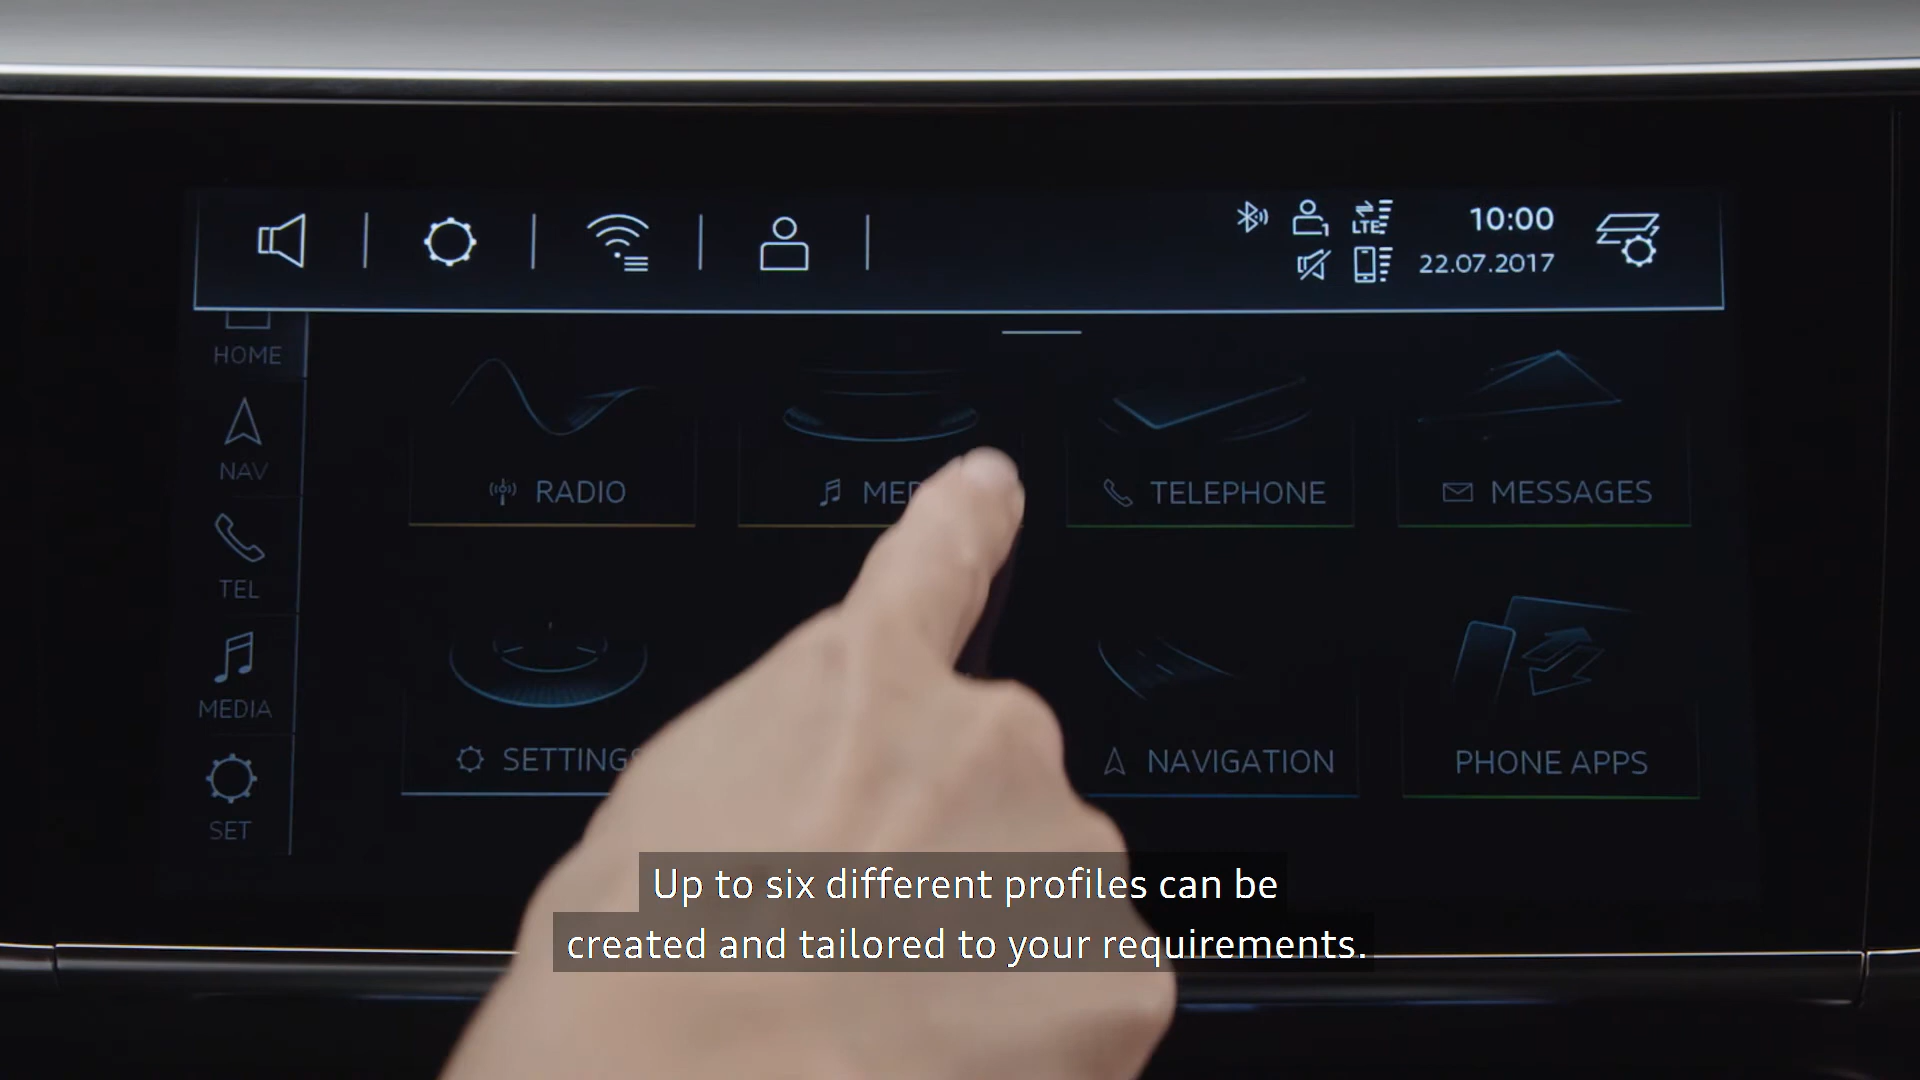 LTE
10:00
22.07.2017
HOME
NAV
TEL
MEDIA
SET
RADIO
TELEPHONE
MESSAGES
SETTINGS
NAVIGATION
PHONE APPS
Up to six different profiles can be
created and tailored to your requirements.